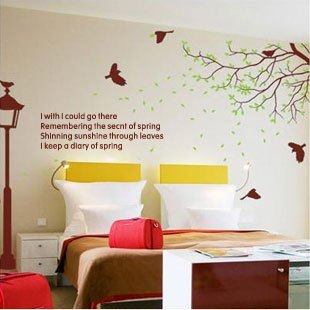 I with I could go there
Remembering the secnt of spring
Shinning sunshine through leaves
I keep a diary of spring